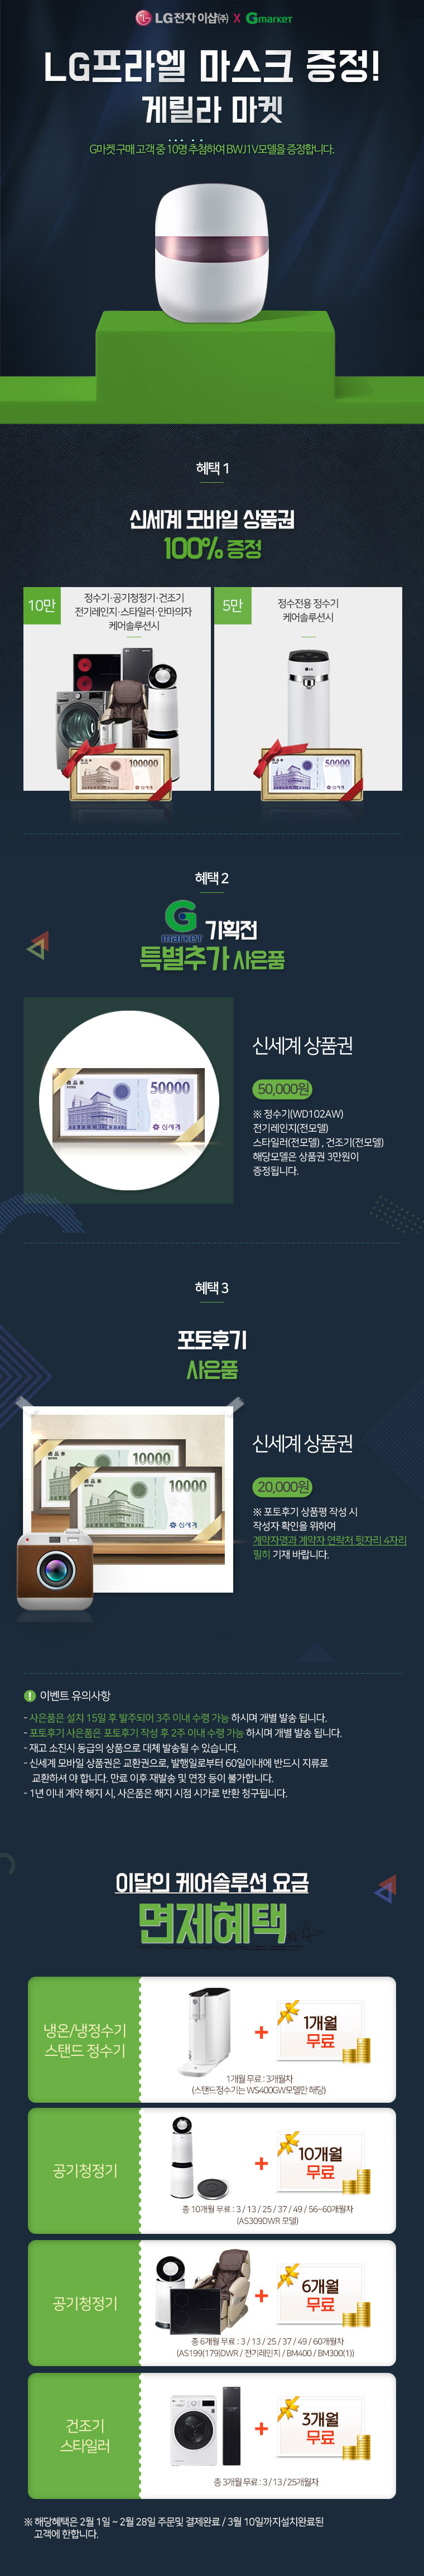 LG전자 이샵㈜ X Gmarket
LG프라엘 마스크 증정!
게릴라 마켓
G마켓 구매 고객 중 10명 추첨하여 BWJ1V모델을 증정합니다.
혜택 1
신세계 모바일 상품권
100% 증정
10만
정수기·공기청정기·건조기
전기레인지·스타일러·안마의자
케어솔루션시
5만
정수전용 정수기
케어솔루션시
LG
상품권 100000
신세계
상품권 50000
신세계
혜택 2
G market 기획전
특별추가 사은품
상품권 50000
신세계
신세계 상품권
50,000원
※ 정수기(WD102AW)
전기레인지(전모델)
스타일러(전모델) , 건조기(전모델)
해당모델은 상품권 3만원이
증정됩니다.
혜택 3
포토후기
사은품
상품권 10000
상품권 10000
신세계
신세계 상품권
20,000원
※ 포토후기 상품평 작성 시
작성자 확인을 위하여
계약자명과 계약자 연락처 뒷자리 4자리
필히 기재 바랍니다.
! 이벤트 유의사항
- 사은품은 설치 15일 후 발주되어 3주 이내 수령 가능 하시며 개별 발송 됩니다.
- 포토후기 사은품은 포토후기 작성 후 2주 이내 수령 가능 하시며 개별 발송 됩니다.
- 재고 소진시 동급의 상품으로 대체 발송될 수 있습니다.
- 신세계 모바일 상품권은 교환권으로, 발행일로부터 60일이내에 반드시 지류로
교환하셔 야 합니다. 만료 이후 재발송 및 연장 등이 불가합니다.
- 1년 이내 계약 해지 시, 사은품은 해지 시점 시가로 반환 청구됩니다.
이달의 케어솔루션 요금
면제혜택
냉온/냉정수기
스탠드 정수기
+
1개월
무료
1개월 무료 : 3개월차
(스탠드정수기는 WS400GW모델만 해당)
공기청정기
+
10개월
무료
총 10개월 무료 : 3 / 13 / 25 / 37 / 49 / 56~60개월차
(AS309DWR 모델)
공기청정기
+
6개월
무료
총 6개월 무료 : 3 / 13 / 25 / 37 / 49 / 60개월차
(AS199(179)DWR / 전기레인지 / BM400 / BM300(1))
건조기
스타일러
+
3개월
무료
총 3개월 무료 : 3 / 13 / 25개월차
※ 해당혜택은 2월 1일 ~ 2월 28일 주문및 결제완료 / 3월 10일까지설치완료된
고객에 한합니다.